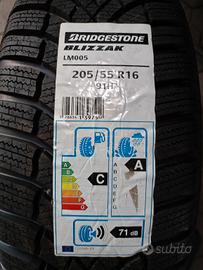 BRIDGESTONE
BLIZZAK
LM005
205/55 R16
91H
C
A
A
B
C
D
E
F
G
71 dB
subito